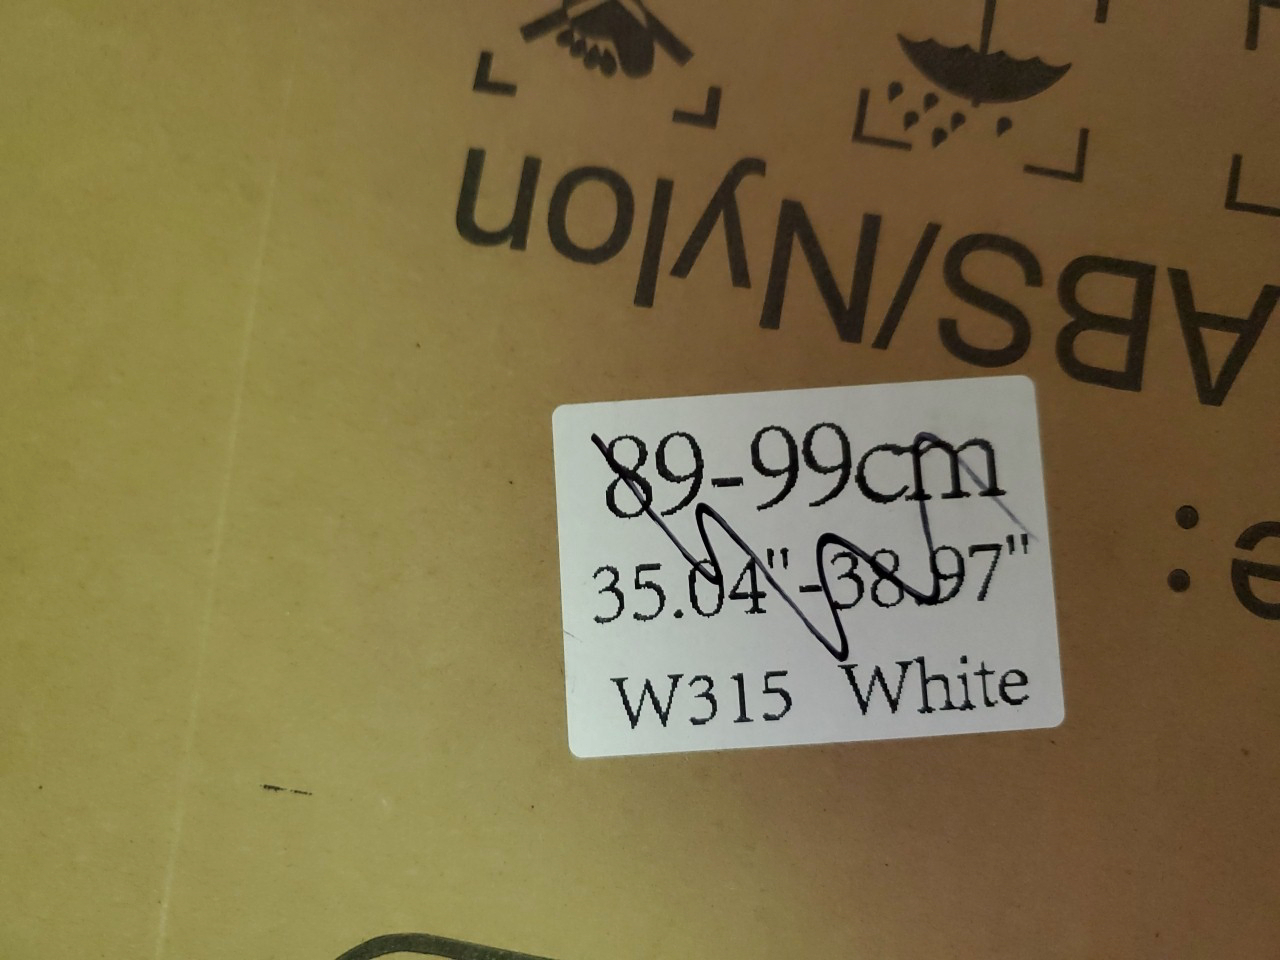 ABS/Nylon
89-99cm
35.04"-38.97"
W315 White
e: